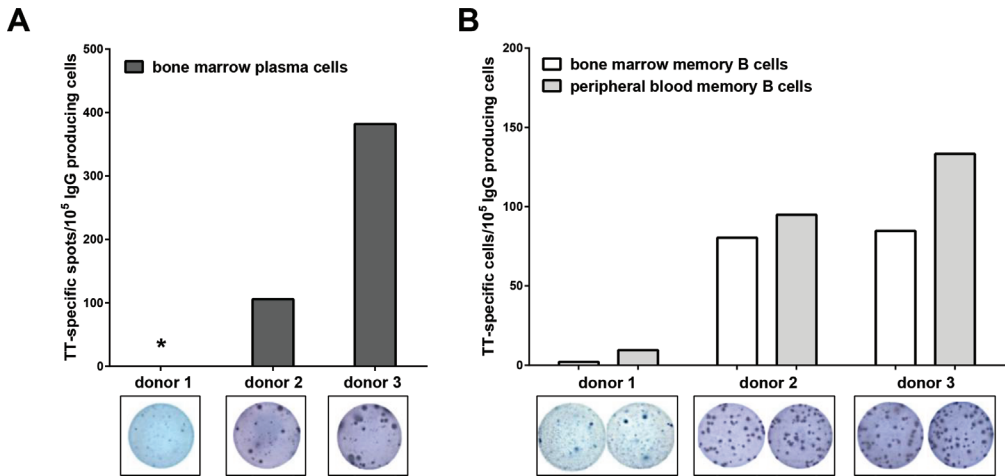 A
TT-specific spots/10⁵ IgG producing cells
500
400
300
200
100
0
bone marrow plasma cells
*
donor 1
donor 2
donor 3
B
TT-specific cells/10⁵ IgG producing cells
200
150
100
50
0
bone marrow memory B cells
peripheral blood memory B cells
donor 1
donor 2
donor 3